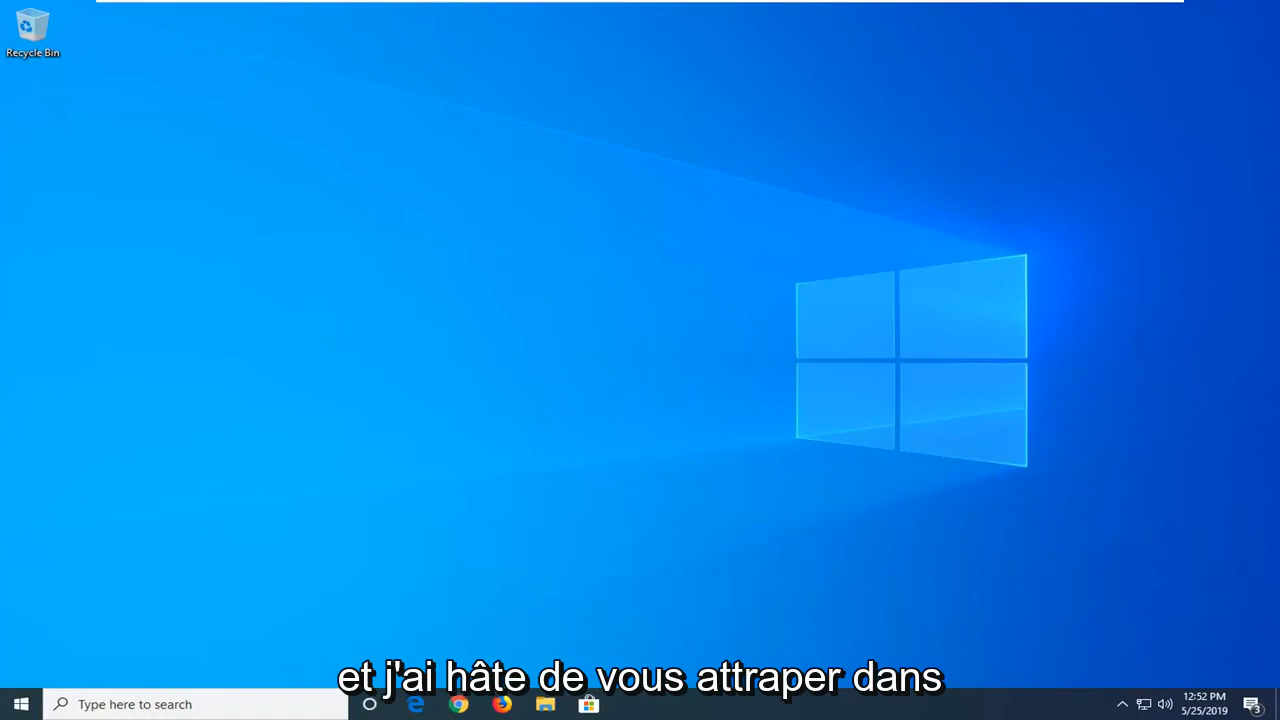 Recycle Bin
et j'ai hâte de vous attraper dans
Type here to search
12:52 PM
5/25/2019
3